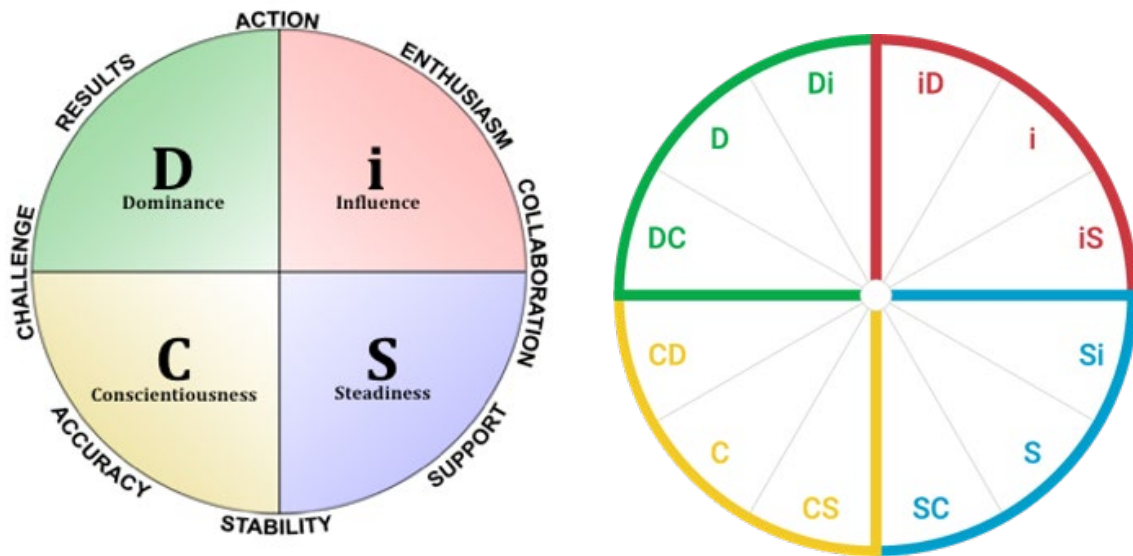 ACTION
ENTHUSIASM
COLLABORATION
SUPPORT
STABILITY
ACCURACY
CHALLENGE
RESULTS
D
Dominance
i
Influence
C
Conscientiousness
S
Steadiness
Di
iD
D
i
DC
iS
CD
Si
C
S
CS
SC